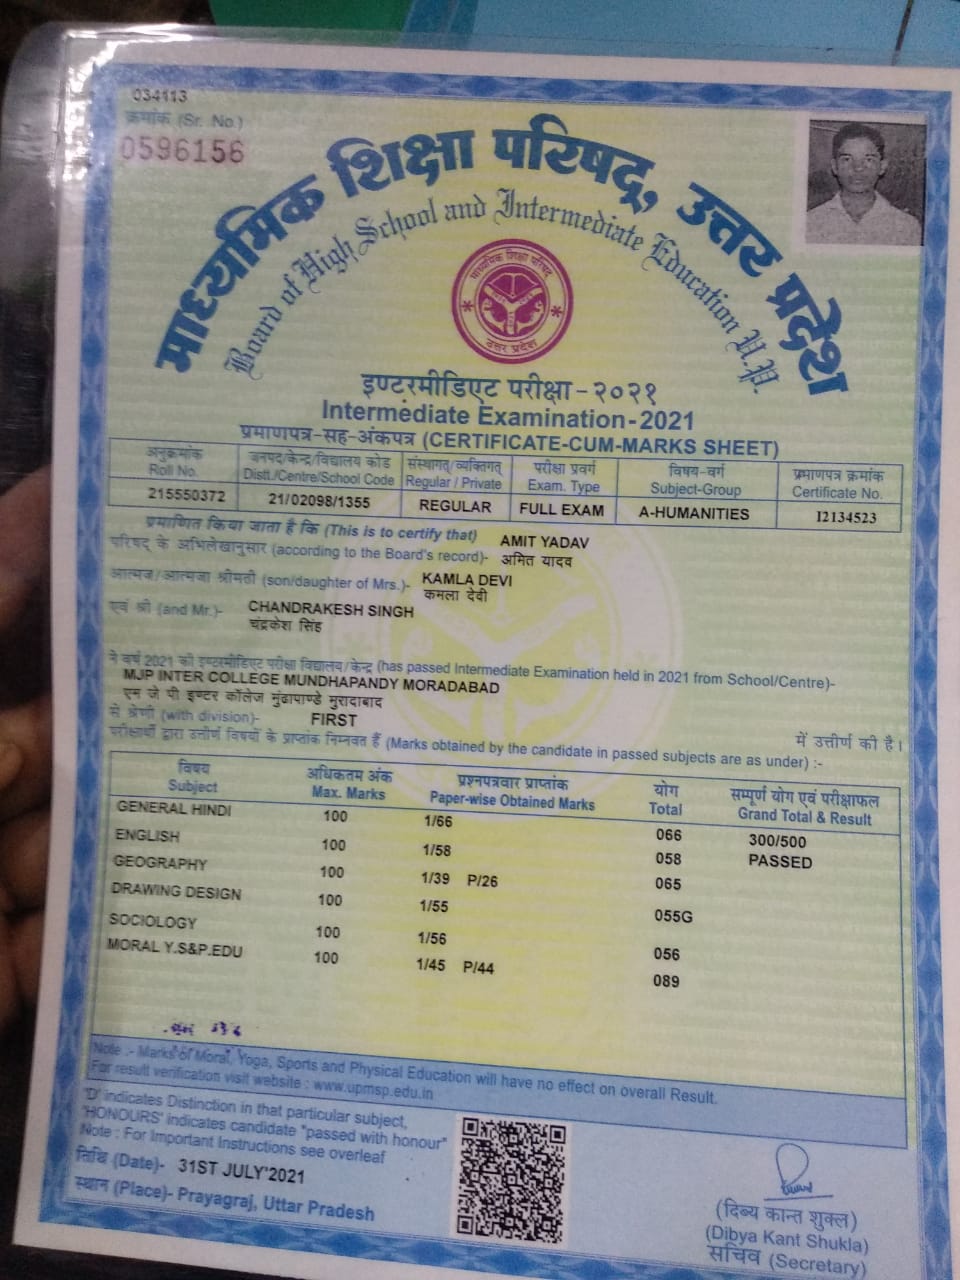 034113
क्रमांक (Sr. No.)
0596156
माध्यमिक शिक्षा परिषद्, उत्तर प्रदेश
Board of High School and Intermediate Education U.P.
माध्यमिक शिक्षा परिषद
उत्तर प्रदेश
इण्टरमीडिएट परीक्षा-२०२१
Intermediate Examination-2021
प्रमाणपत्र-सह-अंकपत्र (CERTIFICATE-CUM-MARKS SHEET)
अनुक्रमांक जनपद/केन्द्र/विद्यालय कोड संस्थागत/व्यक्तिगत परीक्षा प्रवर्ग विषय-वर्ग प्रमाणपत्र क्रमांक
Roll No. Distt./Centre/School Code Regular / Private Exam. Type Subject-Group Certificate No.
215550372 21/02098/1355 REGULAR FULL EXAM A-HUMANITIES I2134523
प्रमाणित किया जाता है कि (This is to certify that) AMIT YADAV
परिषद् के अभिलेखानुसार (according to the Board's record)- अमित यादव
आत्मज/आत्मजा श्रीमती (son/daughter of Mrs.)- KAMLA DEVI
कमला देवी
एवं श्री (and Mr.)- CHANDRAKESH SINGH
चंद्रकेश सिंह
ने वर्ष 2021 की इण्टरमीडिएट परीक्षा विद्यालय/केन्द्र (has passed Intermediate Examination held in 2021 from School/Centre)-
MJP INTER COLLEGE MUNDHAPANDY MORADABAD
एम जे पी इण्टर कॉलेज मुंढापाण्डे मुरादाबाद
से श्रेणी (with division)- FIRST में उत्तीर्ण की है।
परीक्षार्थी द्वारा उत्तीर्ण विषयों के प्राप्तांक निम्नवत हैं (Marks obtained by the candidate in passed subjects are as under) :-
विषय अधिकतम अंक प्रश्नपत्रवार प्राप्तांक योग सम्पूर्ण योग एवं परीक्षाफल
Subject Max. Marks Paper-wise Obtained Marks Total Grand Total & Result
GENERAL HINDI 100 1/66 066 300/500
ENGLISH 100 1/58 058 PASSED
GEOGRAPHY 100 1/39 P/26 065
DRAWING DESIGN 100 1/55 055G
SOCIOLOGY 100 1/56 056
MORAL Y.S&P.EDU 100 1/45 P/44 089
Note :- Marks of Moral, Yoga, Sports and Physical Education will have no effect on overall Result.
For result verification visit website : www.upmsp.edu.in
'D' indicates Distinction in that particular subject,
'HONOURS' indicates candidate "passed with honour"
Note : For Important Instructions see overleaf
तिथि (Date)- 31ST JULY'2021
स्थान (Place)- Prayagraj, Uttar Pradesh
(दिब्य कान्त शुक्ल)
(Dibya Kant Shukla)
सचिव (Secretary)